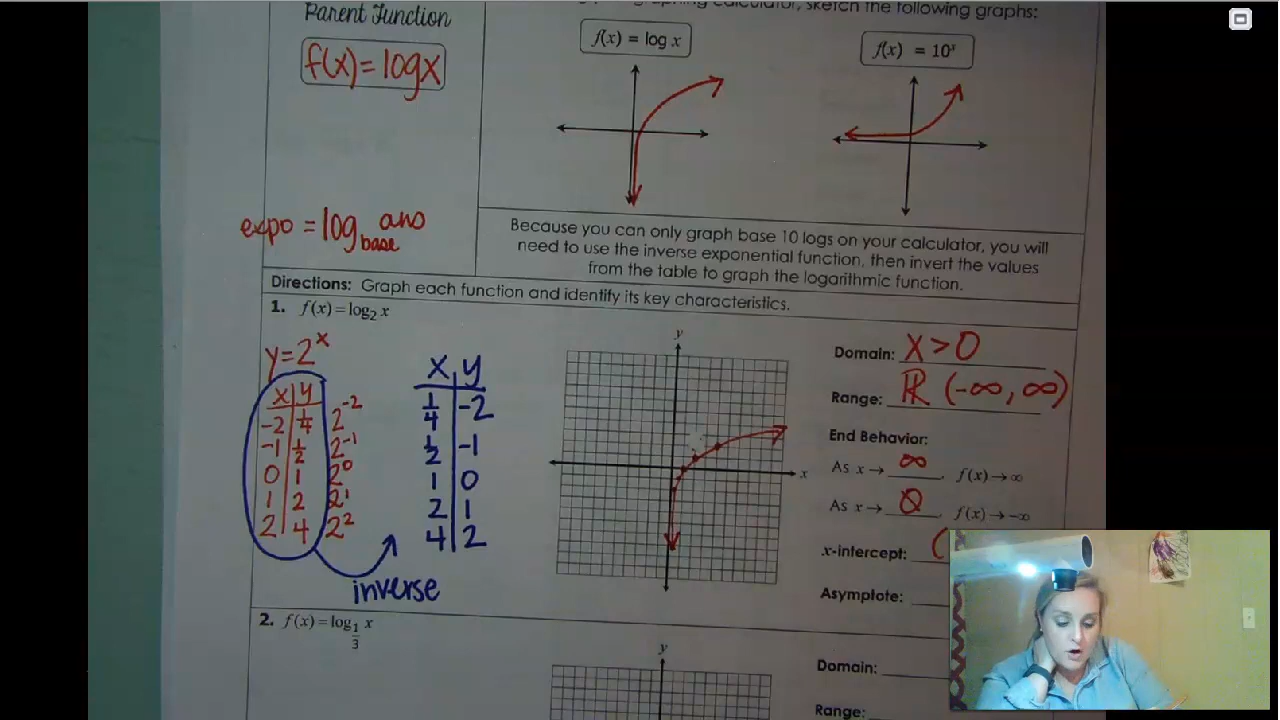 Parent Function
graphing calculator, sketch the following graphs:
f(x) = log x
f(x) = log x
f(x) = 10ˣ
expo = log_base ans
Because you can only graph base 10 logs on your calculator, you will
need to use the inverse exponential function, then invert the values
from the table to graph the logarithmic function.
Directions: Graph each function and identify its key characteristics.
1. f(x) = log₂ x
y = 2ˣ
x | y
-2 | 1/4 2⁻²
-1 | 1/2 2⁻¹
0 | 1 2⁰
1 | 2 2¹
2 | 4 2²
x | y
1/4 | -2
1/2 | -1
1 | 0
2 | 1
4 | 2
inverse
y
x
Domain: x > 0
Range: ℝ (-∞, ∞)
End Behavior:
As x → ∞, f(x) → ∞
As x → 0, f(x) → -∞
x-intercept: (
Asymptote:
2. f(x) = log_1/3 x
y
Domain:
Range: